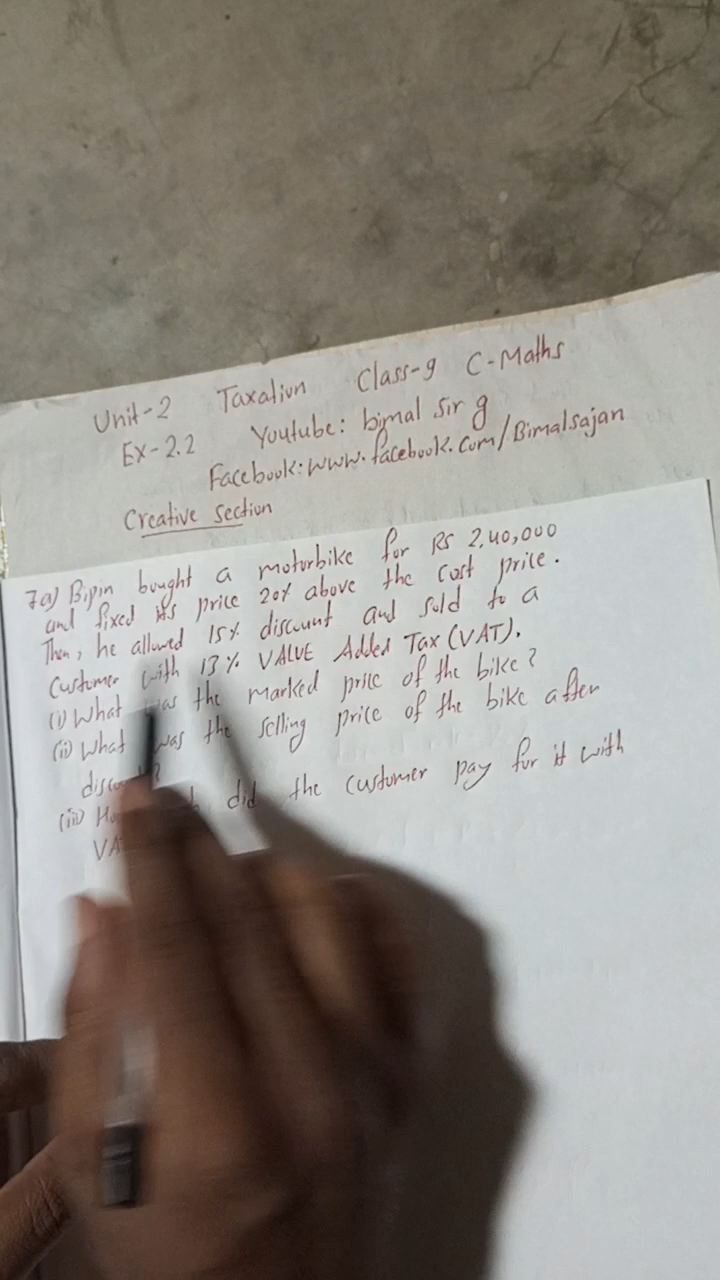 Unit-2 Taxation Class-9 C-Maths
Ex-2.2 Youtube: bimal sir g
Facebook: www.facebook.com/Bimalsajan
Creative section
7a) Bipin bought a motorbike for Rs 2,40,000
and fixed its price 20% above the cost price.
Then, he allowed 15% discount and sold to a
Customer with 13% VALUE Added Tax (VAT).
(i) What was the marked price of the bike?
(ii) What was the selling price of the bike after
(iii) did the customer pay for it with